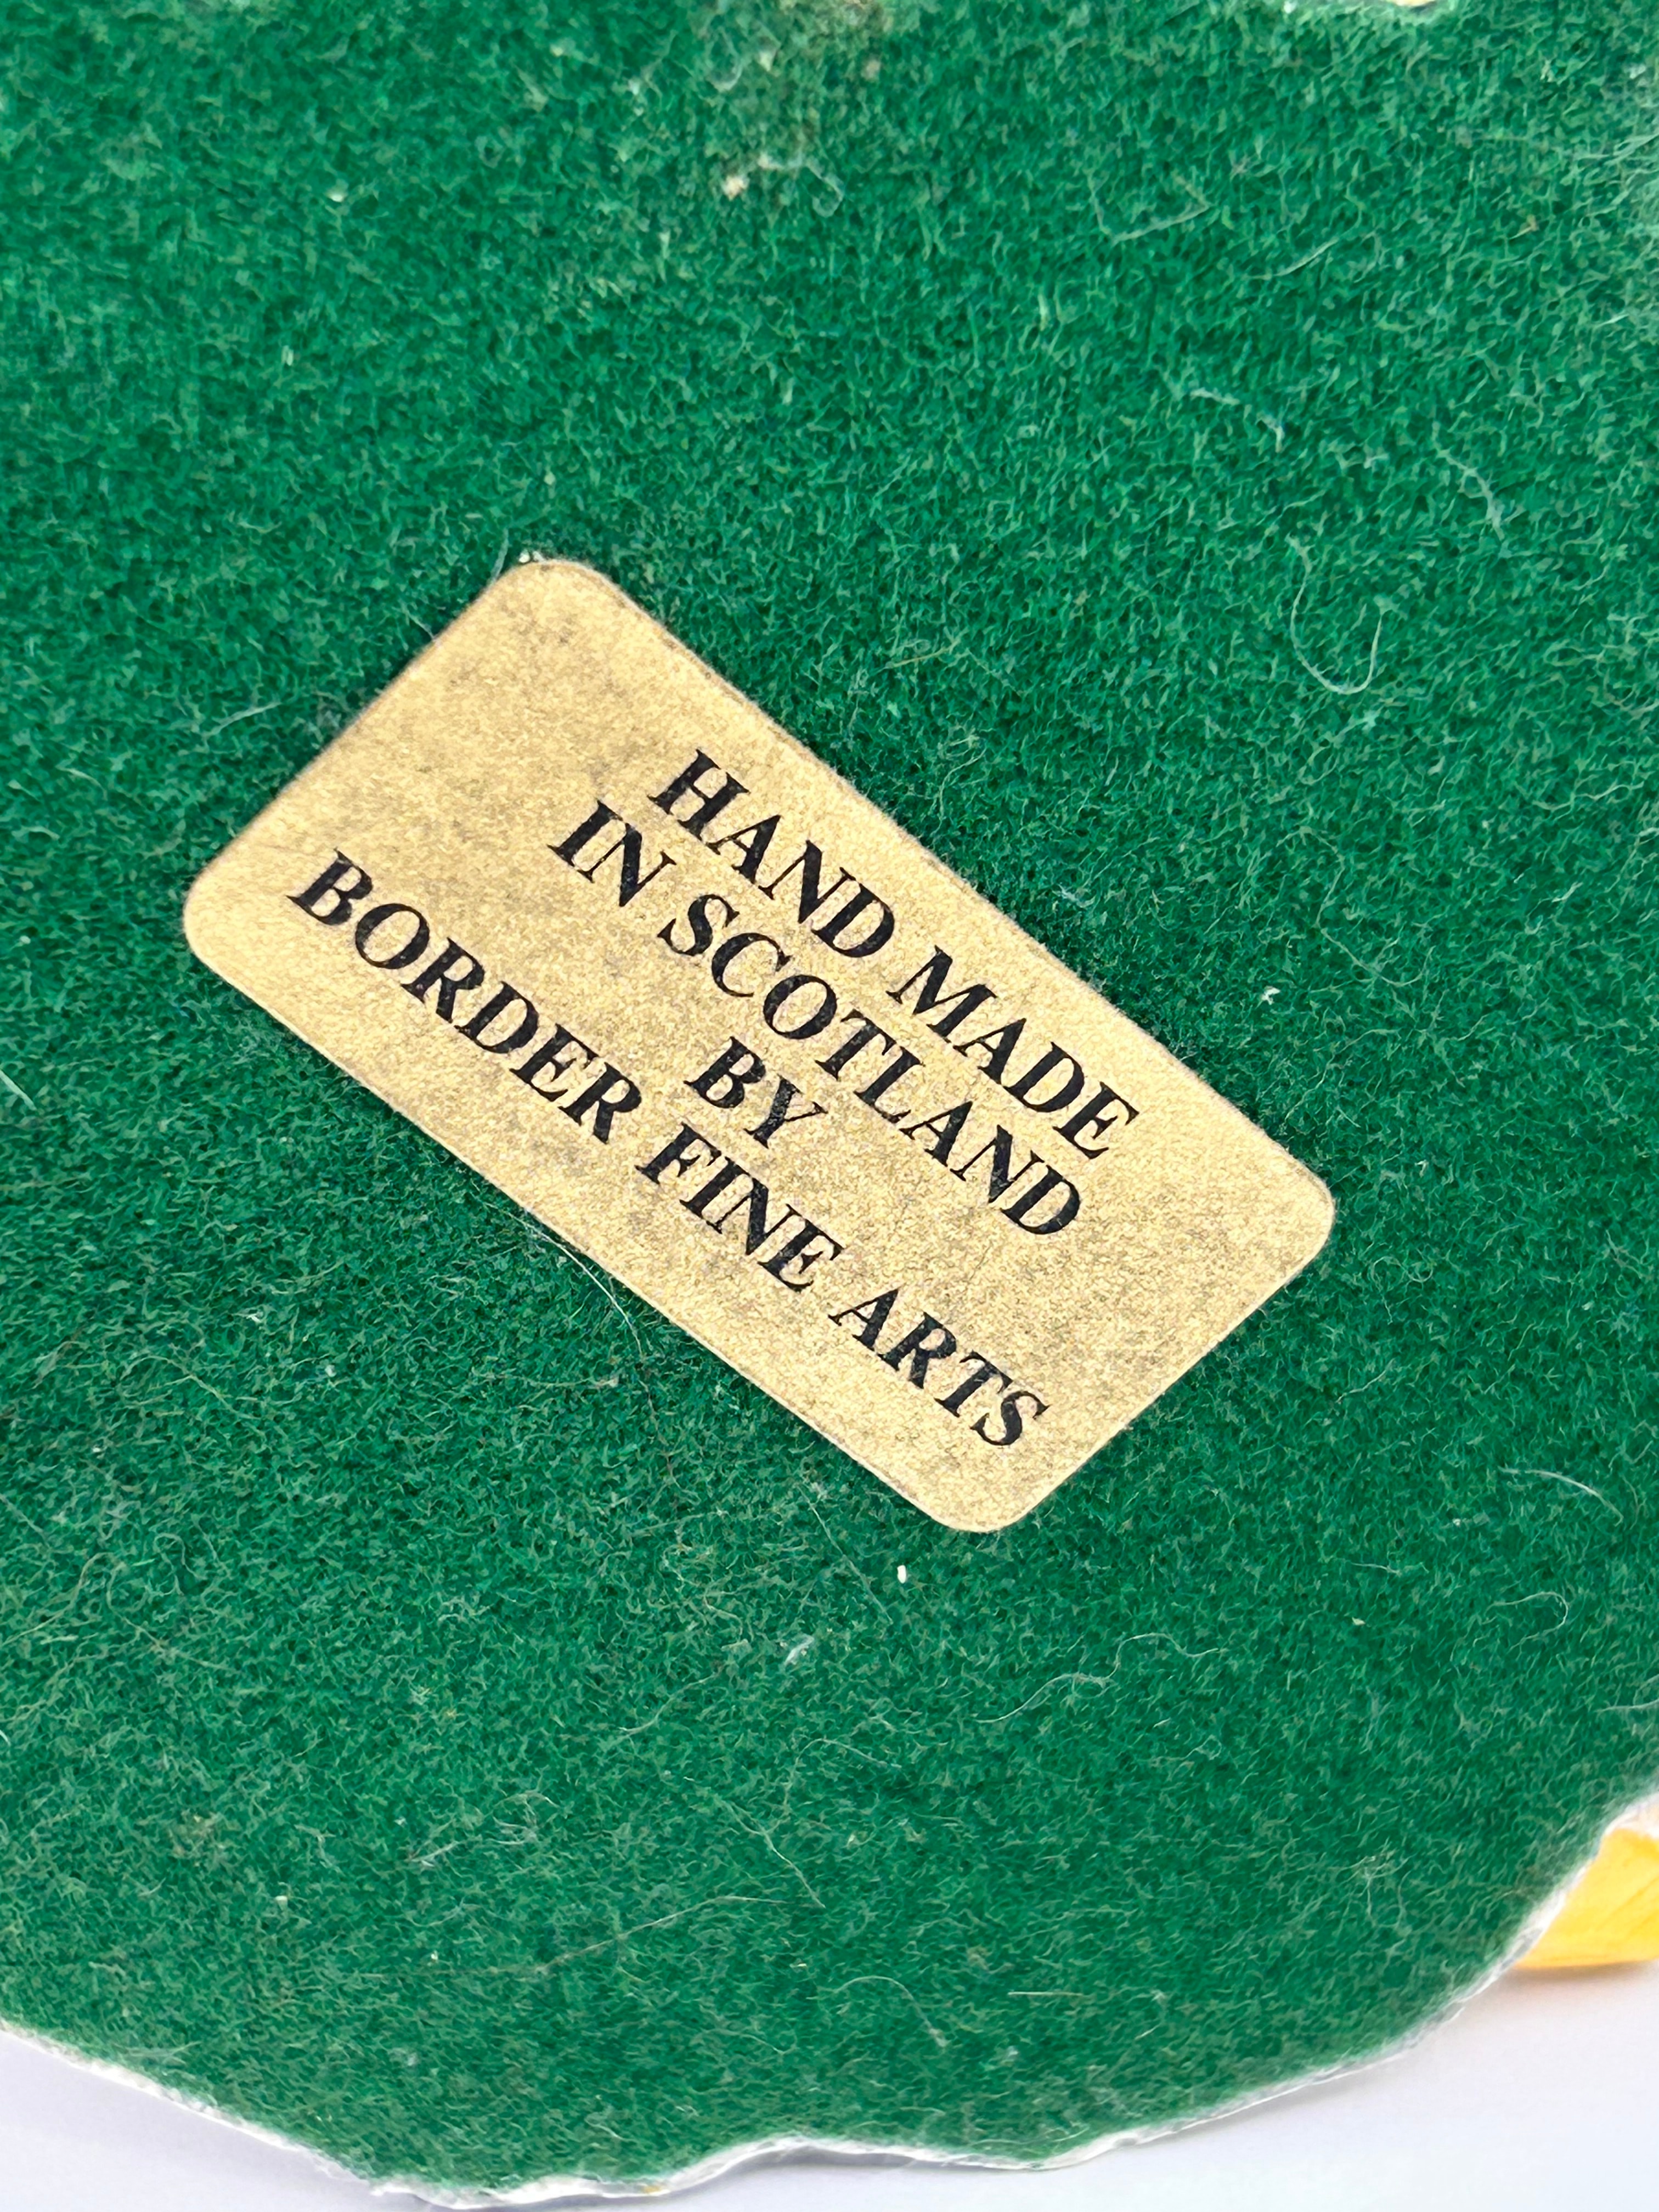 HAND MADE
IN SCOTLAND
BY
BORDER FINE ARTS